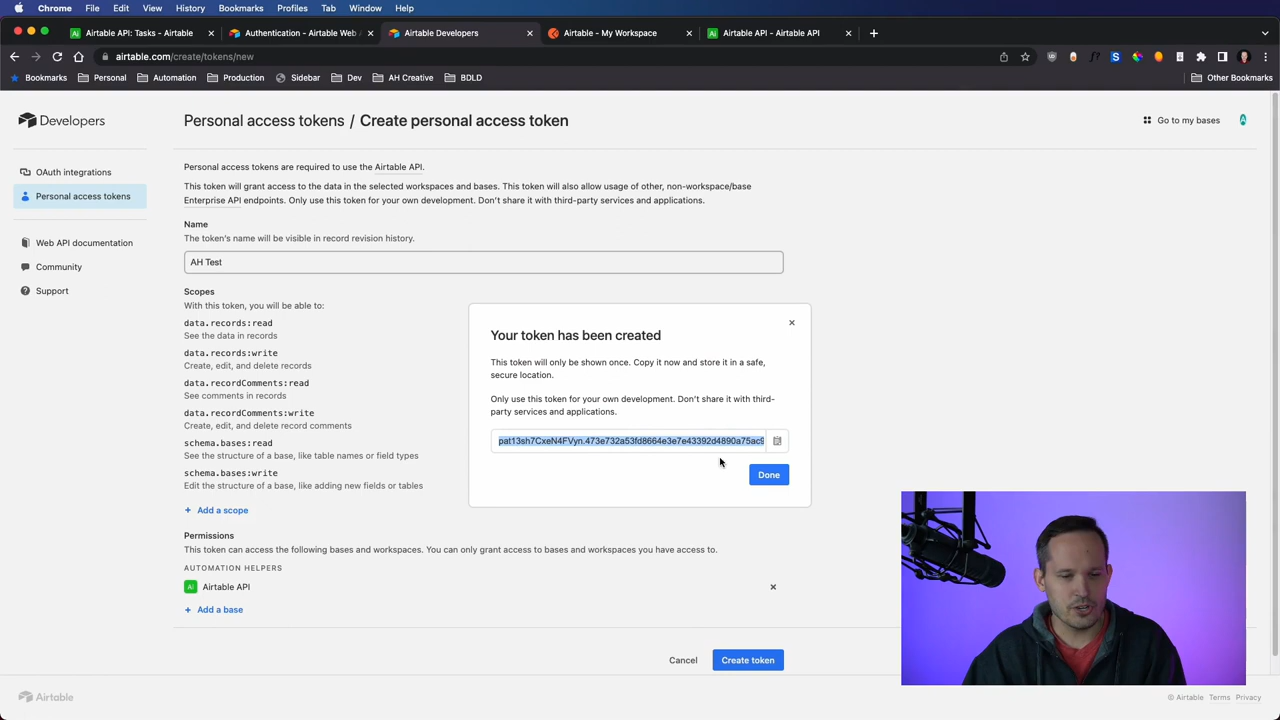 Chrome File Edit View History Bookmarks Profiles Tab Window Help
Airtable API: Tasks - Airtable
Authentication - Airtable Web A
Airtable Developers
Airtable - My Workspace
Airtable API - Airtable API
airtable.com/create/tokens/new
Bookmarks Personal Automation Production Sidebar Dev AH Creative BDLD Other Bookmarks
Developers
Personal access tokens / Create personal access token
Go to my bases
OAuth integrations
Personal access tokens
Web API documentation
Community
Support
Personal access tokens are required to use the Airtable API.
This token will grant access to the data in the selected workspaces and bases. This token will also allow usage of other, non-workspace/base
Enterprise API endpoints. Only use this token for your own development. Don't share it with third-party services and applications.
Name
The token's name will be visible in record revision history.
AH Test
Scopes
With this token, you will be able to:
data.records:read
See the data in records
data.records:write
Create, edit, and delete records
data.recordComments:read
See comments in records
data.recordComments:write
Create, edit, and delete record comments
schema.bases:read
See the structure of a base, like table names or field types
schema.bases:write
Edit the structure of a base, like adding new fields or tables
+ Add a scope
Permissions
This token can access the following bases and workspaces. You can only grant access to bases and workspaces you have access to.
AUTOMATION HELPERS
Ai Airtable API
+ Add a base
Cancel
Create token
Your token has been created
This token will only be shown once. Copy it now and store it in a safe,
secure location.
Only use this token for your own development. Don't share it with third-
party services and applications.
pat13sh7CxeN4FVyn.473e732a53fd8664e3e7e43392d4890a75ac9
Done
Airtable
© Airtable Terms Privacy